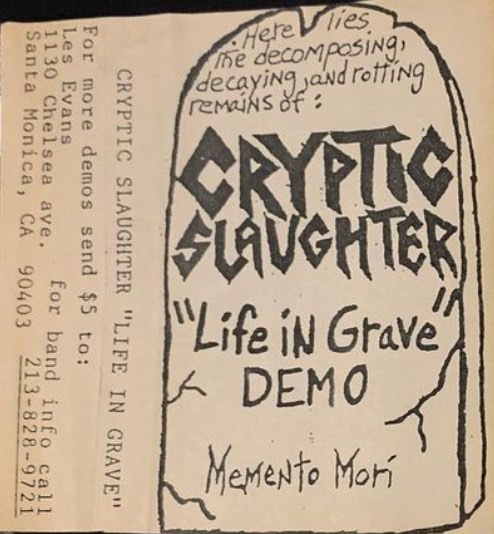 Here lies
the decomposing,
decaying, and rotting
remains of:
CRYPTIC
SLAUGHTER
"Life in Grave"
DEMO
Memento Mori
CRYPTIC SLAUGHTER "LIFE IN GRAVE"
For more demos send $5 to:
Les Evans
1130 Chelsea ave. for band info call
Santa Monica, CA 90403 213-828-9721